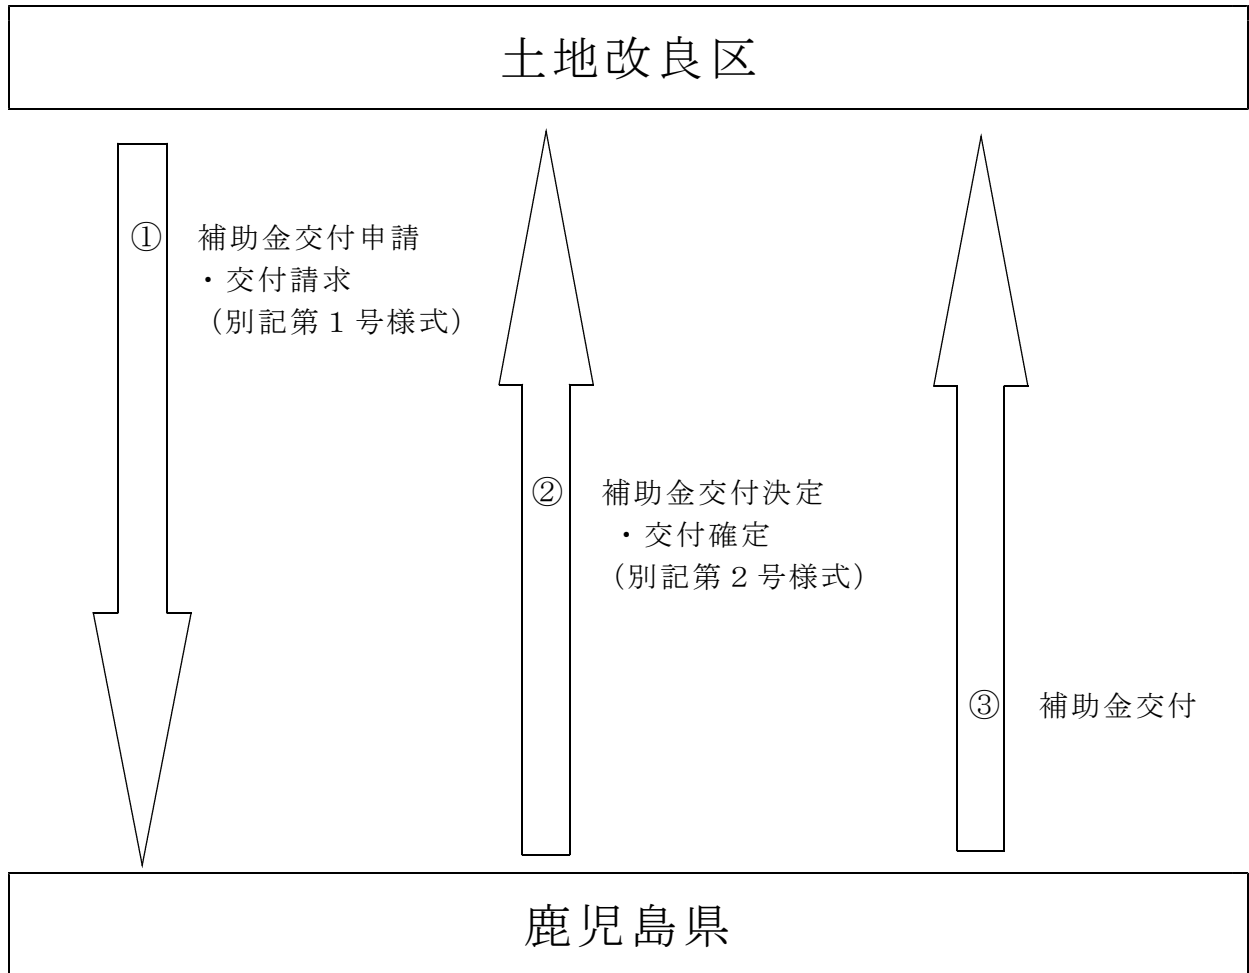 土地改良区
① 補助金交付申請
・交付請求
（別記第１号様式）
② 補助金交付決定
・交付確定
（別記第２号様式）
③ 補助金交付
鹿児島県